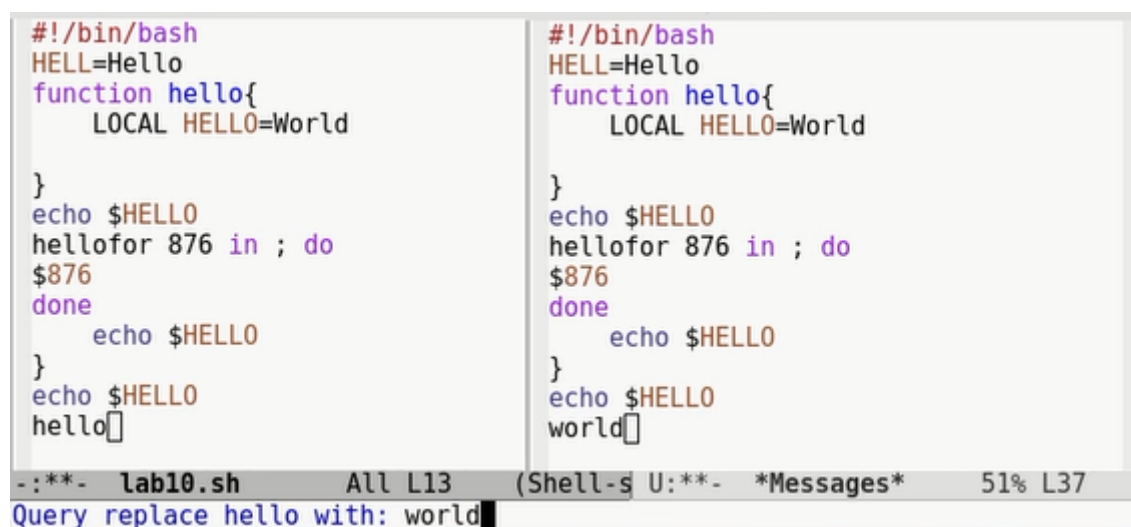 #!/bin/bash
HELL=Hello
function hello{
    LOCAL HELLO=World
}
echo $HELLO
hellofor 876 in ; do
$876
done
    echo $HELLO
}
echo $HELLO
hello
#!/bin/bash
HELL=Hello
function hello{
    LOCAL HELLO=World
}
echo $HELLO
hellofor 876 in ; do
$876
done
    echo $HELLO
}
echo $HELLO
world
-:**-  lab10.sh       All L13    (Shell-s U:**-  *Messages*     51% L37
Query replace hello with: world